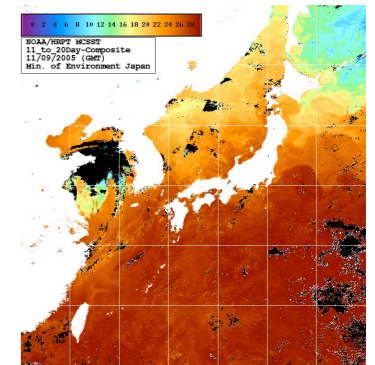 0 2 4 6 8 10 12 14 16 18 20 22 24 26 28
NOAA/HRPT MCSST
11_to_20Day-Composite
11/09/2005 (GMT)
Min. of Environment Japan